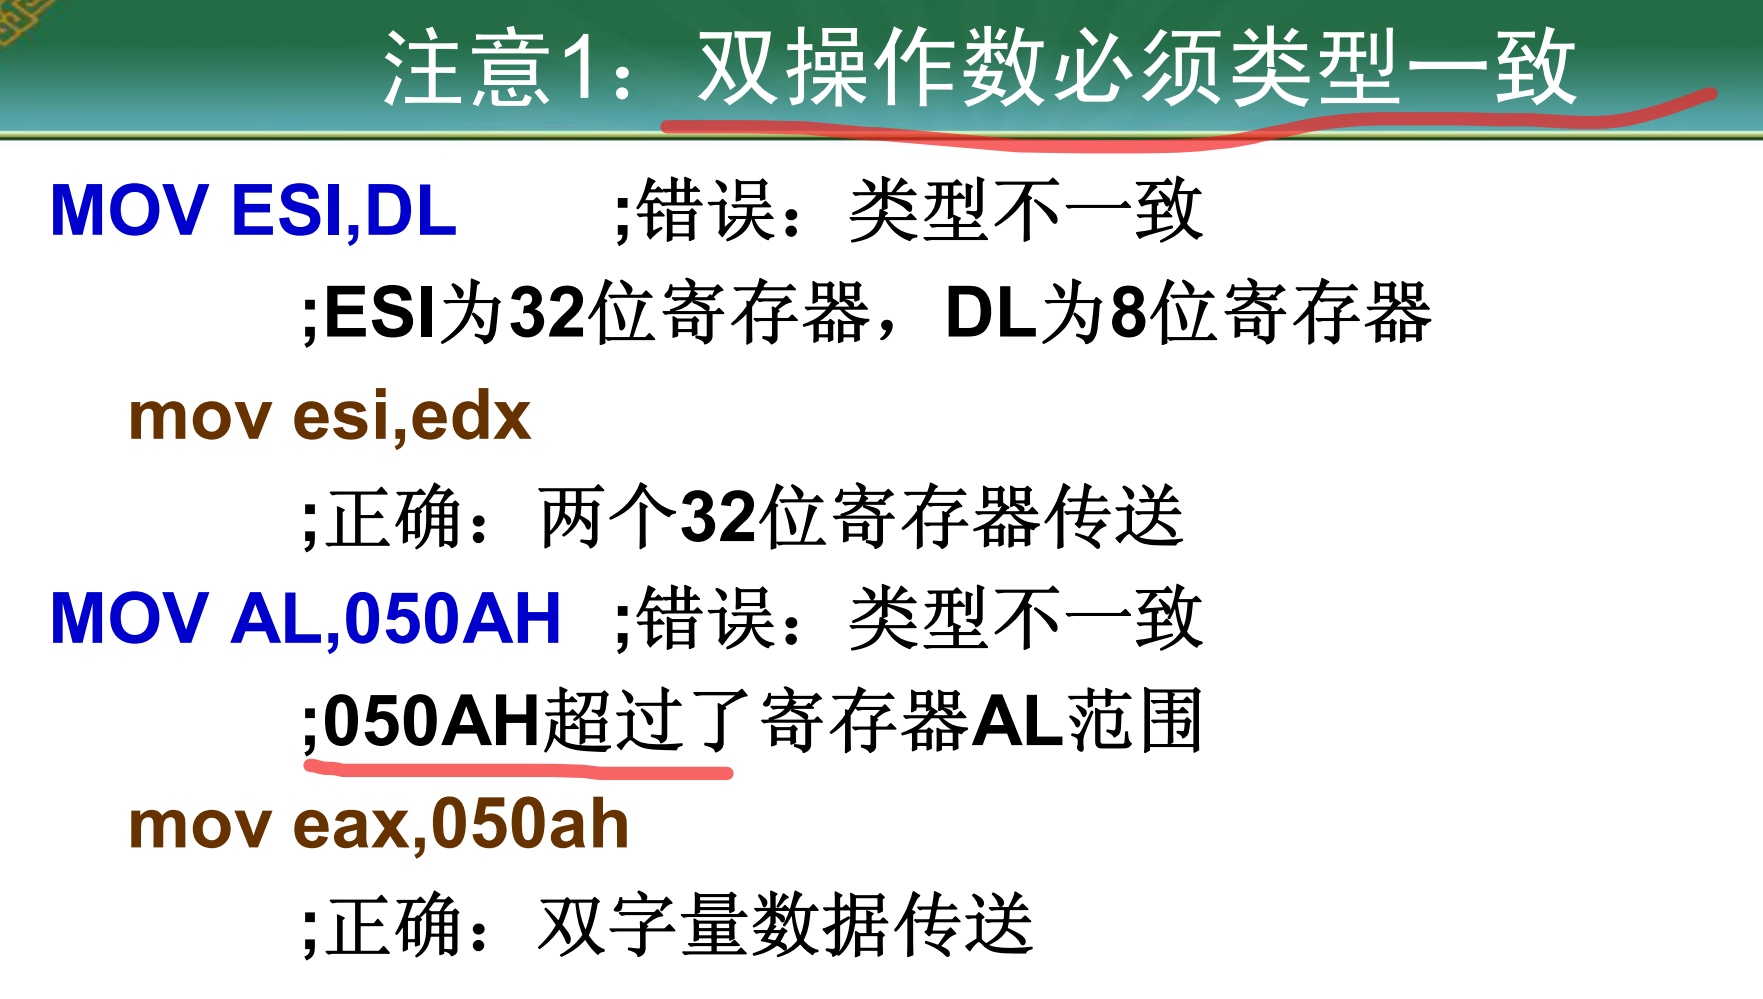 注意1：双操作数必须类型一致
MOV ESI,DL ;错误：类型不一致
;ESI为32位寄存器，DL为8位寄存器
mov esi,edx
;正确：两个32位寄存器传送
MOV AL,050AH ;错误：类型不一致
;050AH超过了寄存器AL范围
mov eax,050ah
;正确：双字量数据传送